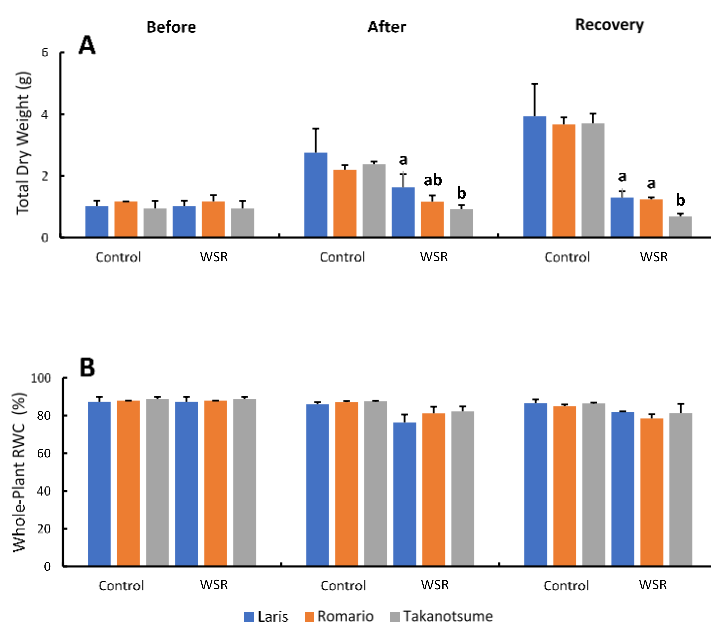 Before After Recovery
A
Total Dry Weight (g)
6
4
2
0
a ab b a a b
Control WSR Control WSR Control WSR
B
Whole-Plant RWC (%)
100
80
60
40
20
0
Control WSR Control WSR Control WSR
Laris Romario Takanotsume